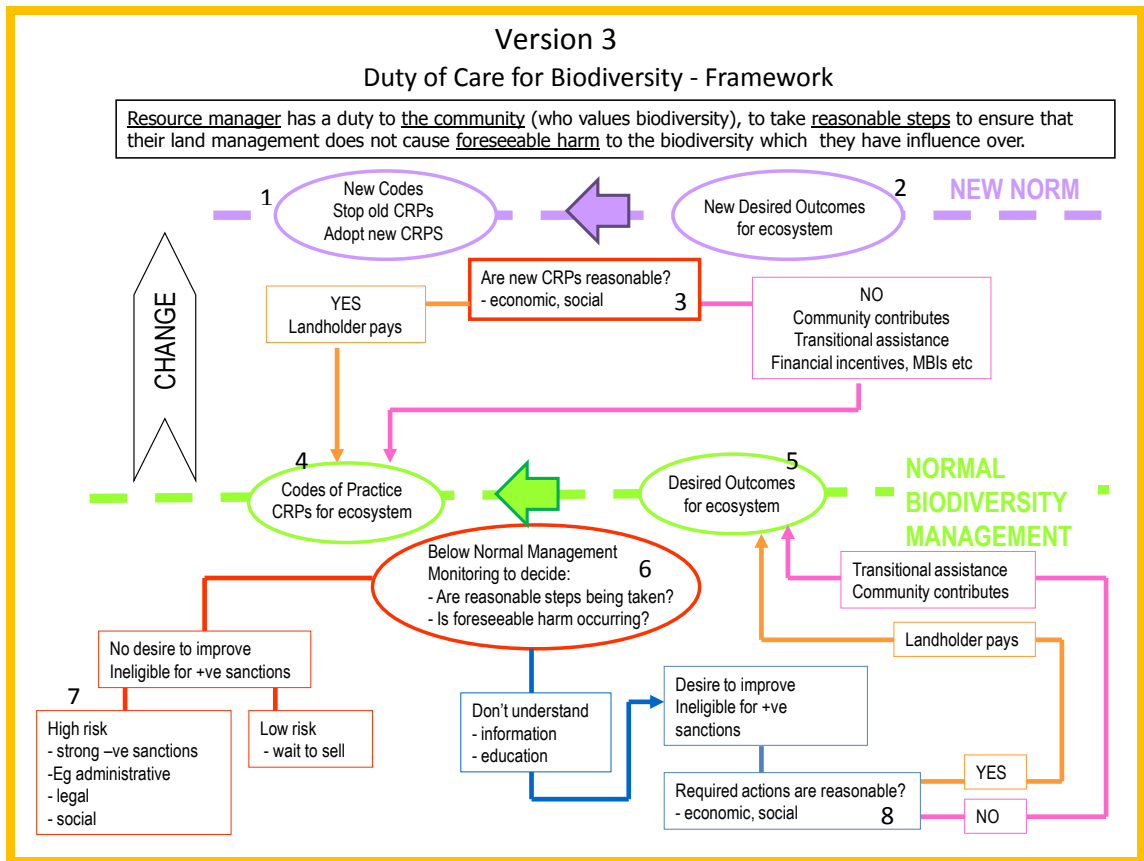 Version 3
Duty of Care for Biodiversity - Framework
Resource manager has a duty to the community (who values biodiversity), to take reasonable steps to ensure that
their land management does not cause foreseeable harm to the biodiversity which they have influence over.
1
New Codes
Stop old CRPs
Adopt new CRPS
2
New Desired Outcomes
for ecosystem
NEW NORM
CHANGE
Are new CRPs reasonable?
- economic, social
3
YES
Landholder pays
NO
Community contributes
Transitional assistance
Financial incentives, MBIs etc
4
Codes of Practice
CRPs for ecosystem
5
Desired Outcomes
for ecosystem
NORMAL
BIODIVERSITY
MANAGEMENT
Below Normal Management
Monitoring to decide:
- Are reasonable steps being taken?
- Is foreseeable harm occurring?
6
Transitional assistance
Community contributes
Landholder pays
No desire to improve
Ineligible for +ve sanctions
7
High risk
- strong –ve sanctions
-Eg administrative
- legal
- social
Low risk
- wait to sell
Don't understand
- information
- education
Desire to improve
Ineligible for +ve
sanctions
Required actions are reasonable?
- economic, social
8
YES
NO